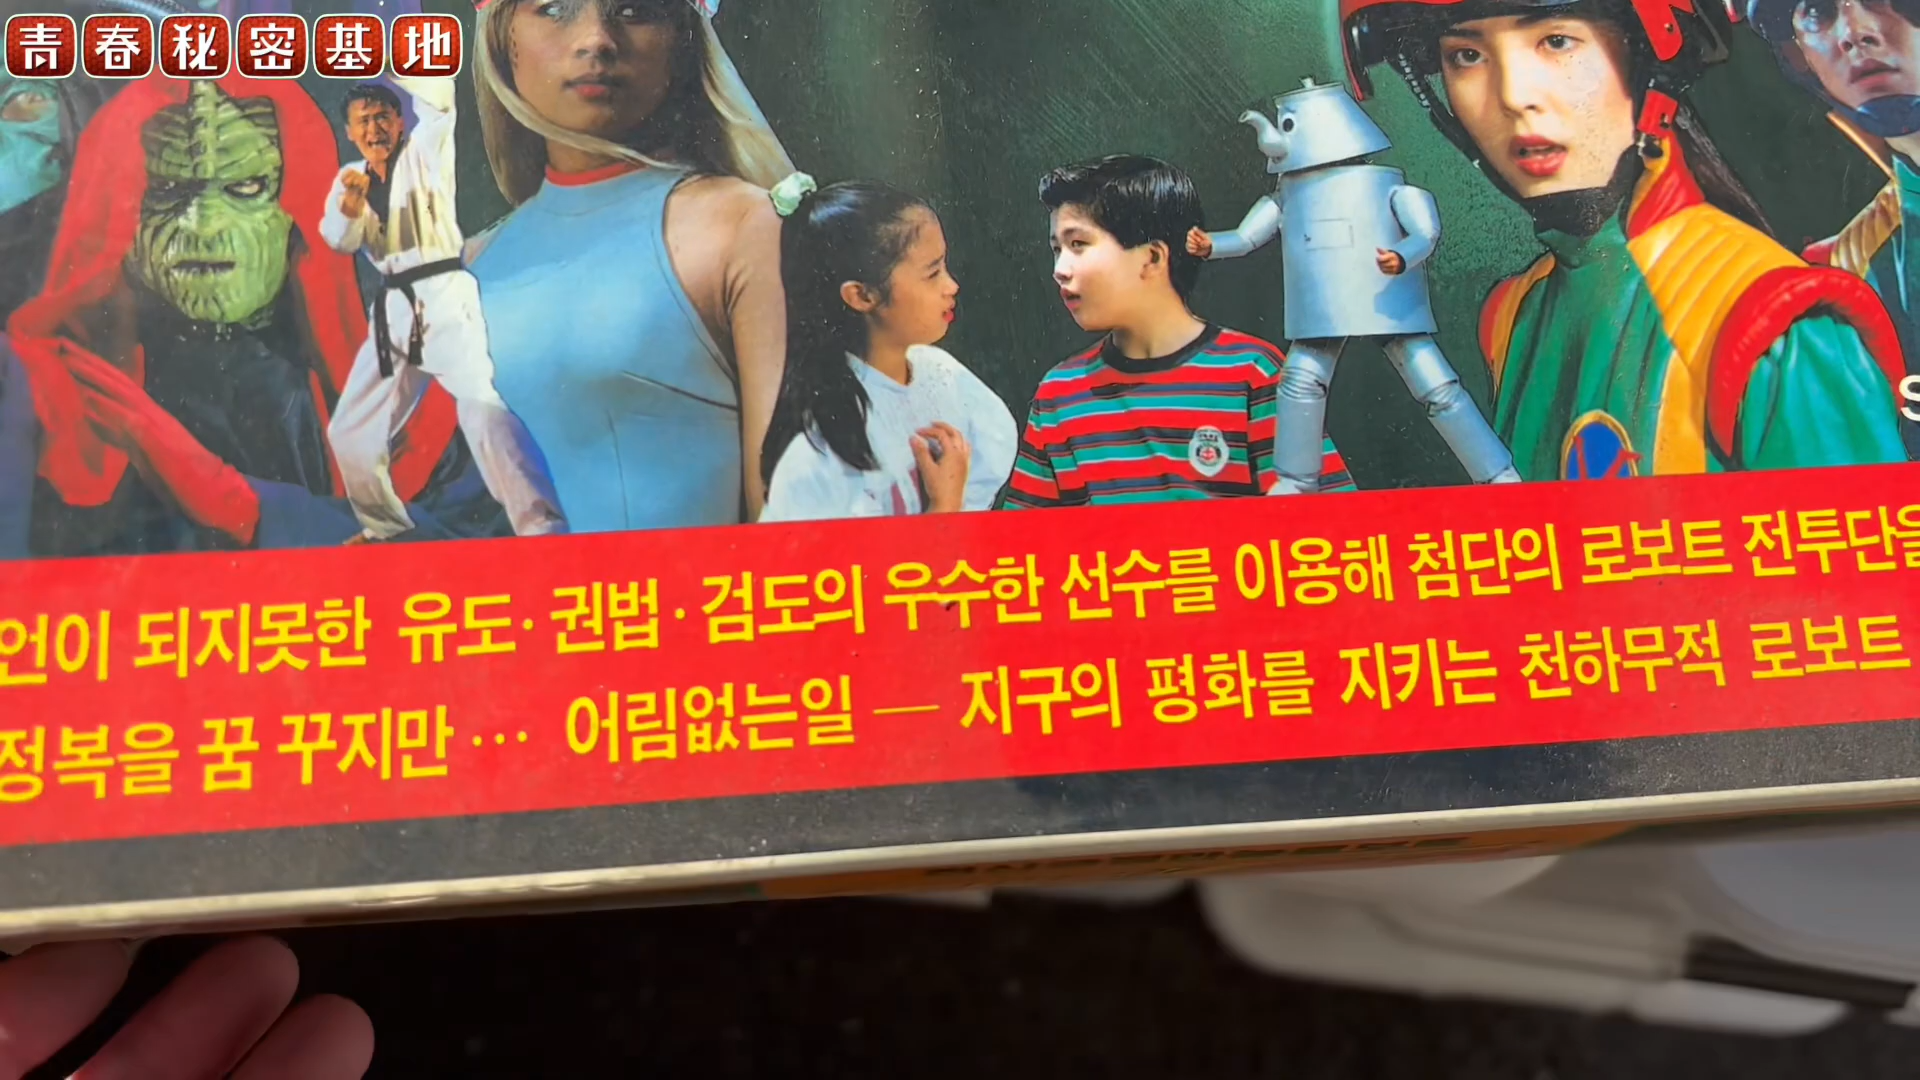 青春秘密基地
언이 되지못한 유도·권법·검도의 우수한 선수를 이용해 첨단의 로보트 전투단을
정복을 꿈 꾸지만… 어림없는일 — 지구의 평화를 지키는 천하무적 로보트